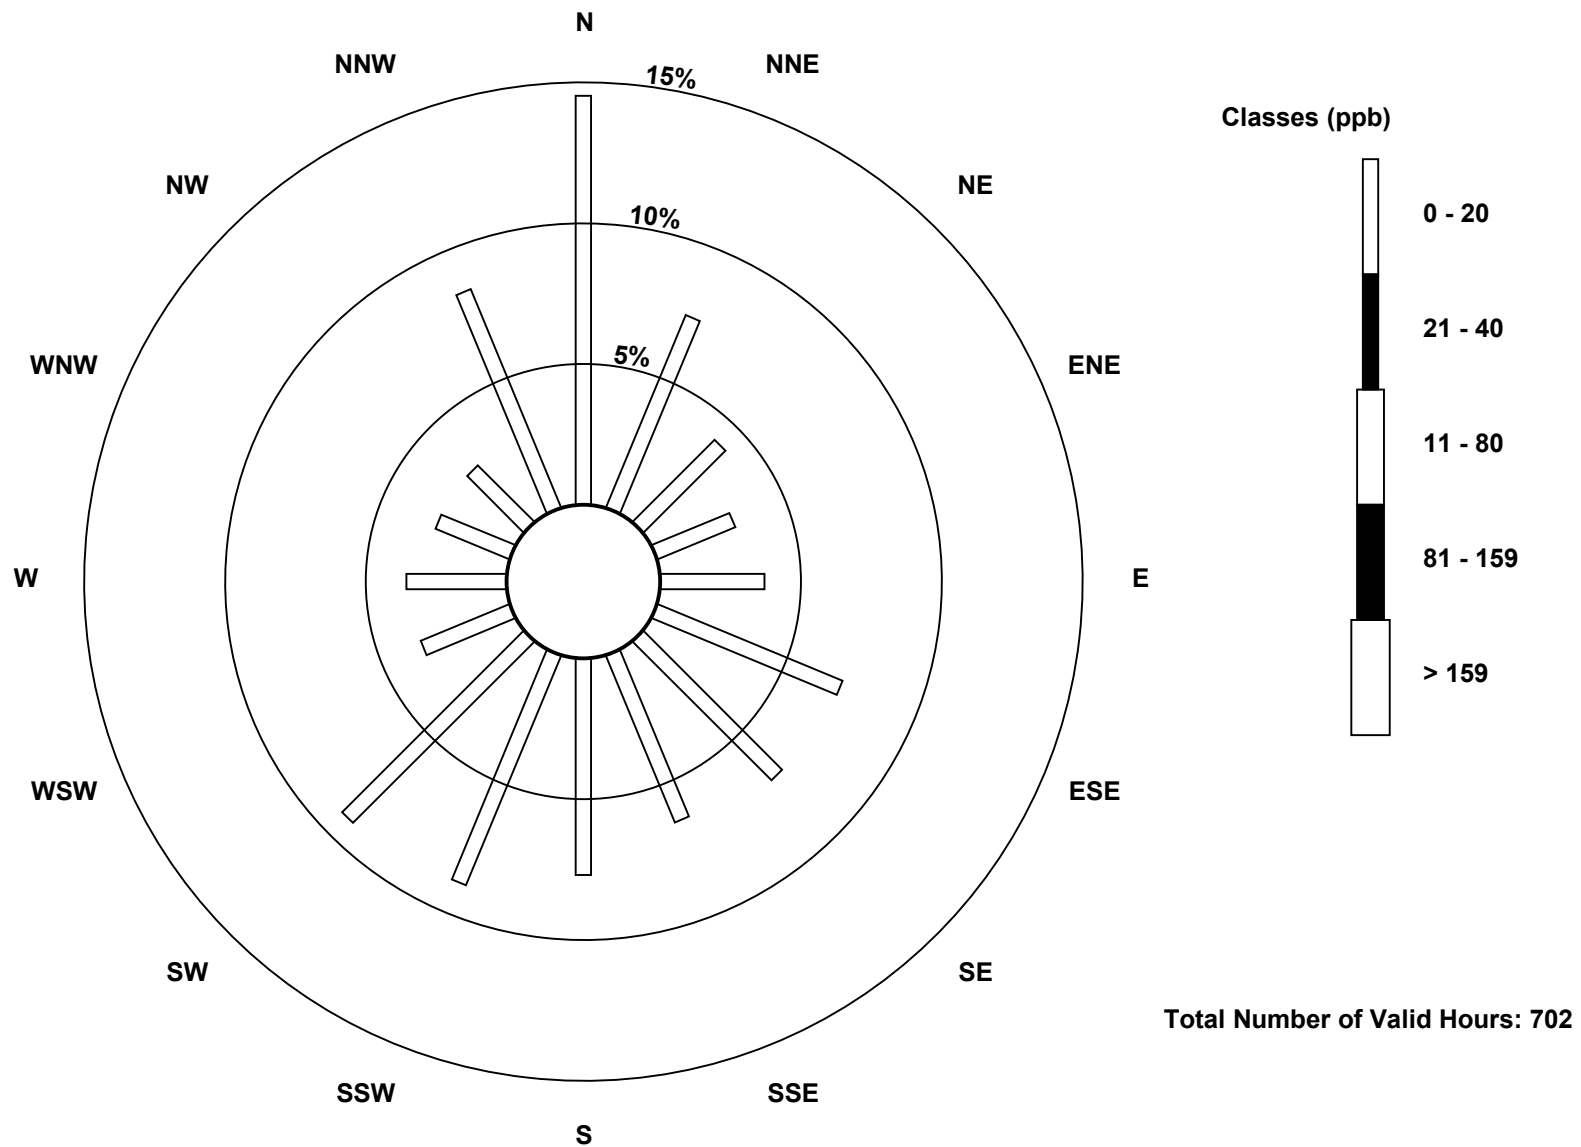 N
NNW
NNE
15%
Classes (ppb)
NW
NE
10%
0 - 20
21 - 40
5%
WNW
ENE
11 - 80
81 - 159
W
E
> 159
WSW
ESE
SW
SE
Total Number of Valid Hours: 702
SSW
SSE
S